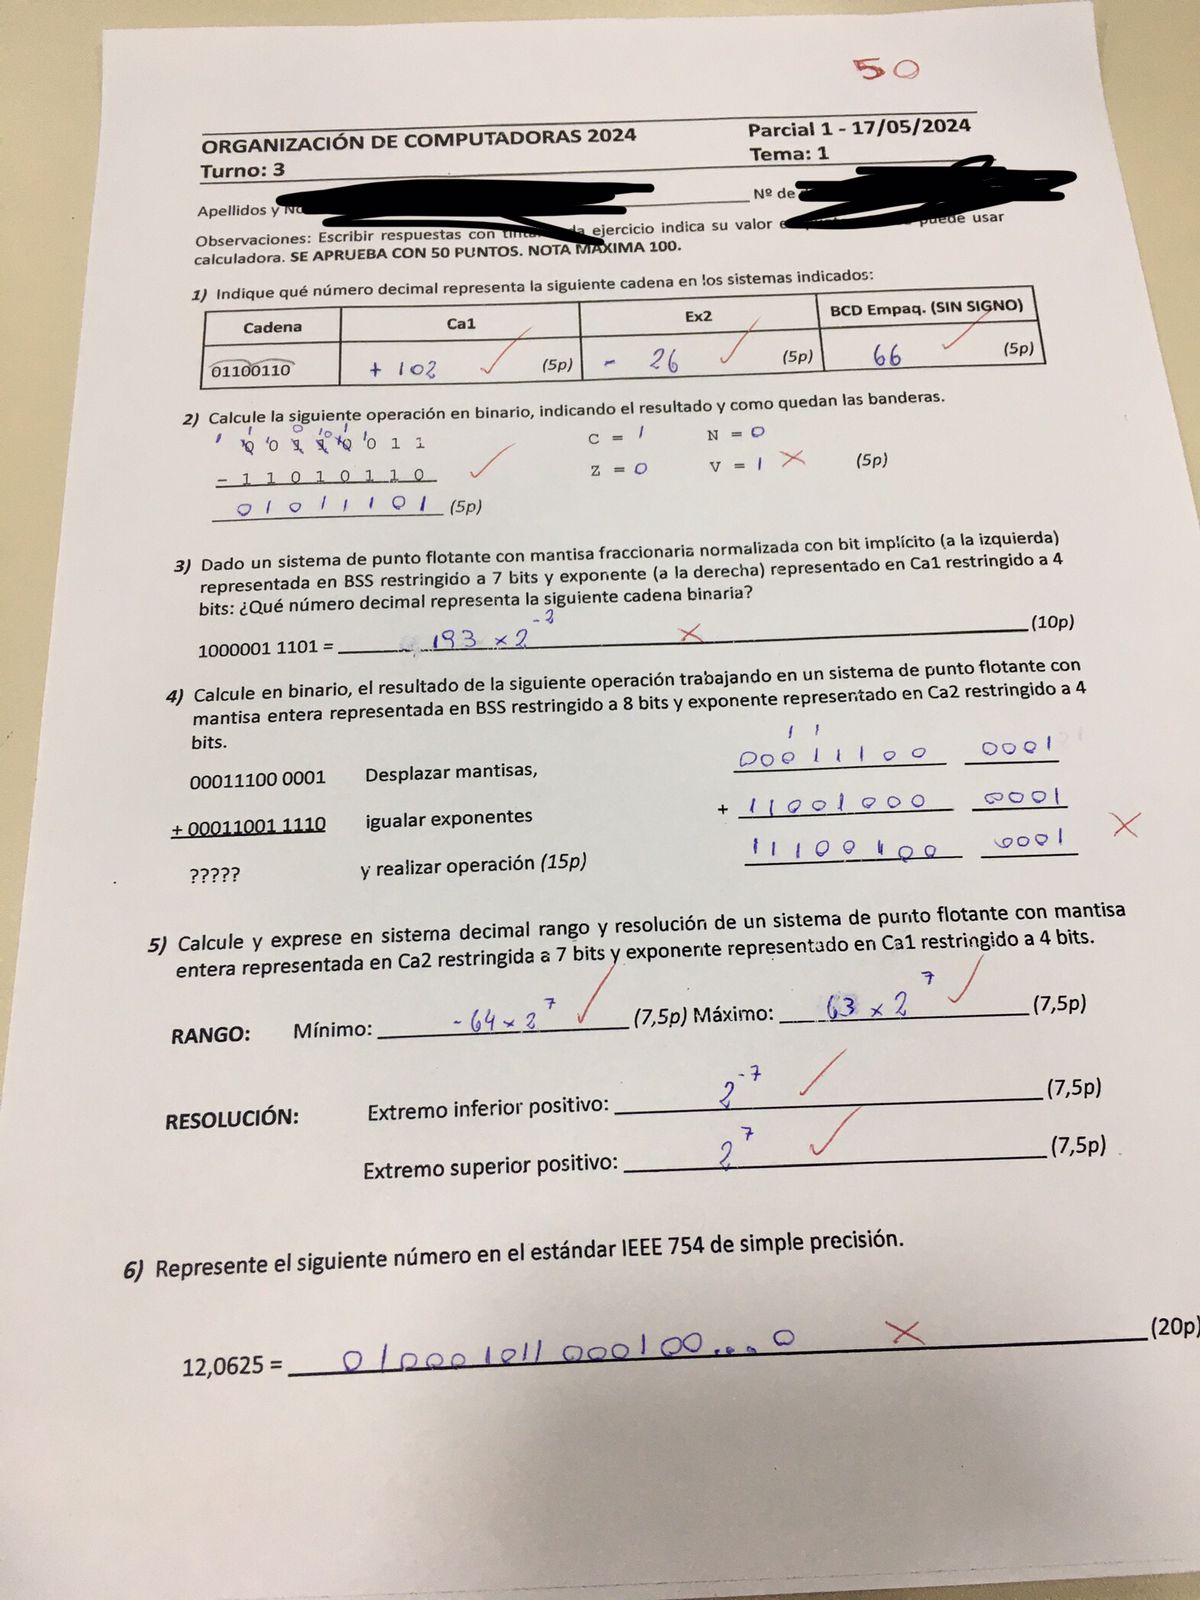 50
ORGANIZACIÓN DE COMPUTADORAS 2024 Parcial 1 - 17/05/2024
Turno: 3 Tema: 1
Apellidos y Nº de
Observaciones: Escribir respuestas con ejercicio indica su valor puede usar
calculadora. SE APRUEBA CON 50 PUNTOS. NOTA MÁXIMA 100.
1) Indique qué número decimal representa la siguiente cadena en los sistemas indicados:
Cadena Ca1 Ex2 BCD Empaq. (SIN SIGNO)
01100110 + 102 (5p) - 26 (5p) 66 (5p)
2) Calcule la siguiente operación en binario, indicando el resultado y como quedan las banderas.
0 0 1 1 0 0 1 1 C = 1 N = 0
- 1 1 0 1 0 1 1 0 Z = 0 V = 1 (5p)
0 1 0 1 1 1 0 1 (5p)
3) Dado un sistema de punto flotante con mantisa fraccionaria normalizada con bit implícito (a la izquierda)
representada en BSS restringido a 7 bits y exponente (a la derecha) representado en Ca1 restringido a 4
bits: ¿Qué número decimal representa la siguiente cadena binaria?
1000001 1101 = 193 x 2^-2 (10p)
4) Calcule en binario, el resultado de la siguiente operación trabajando en un sistema de punto flotante con
mantisa entera representada en BSS restringido a 8 bits y exponente representado en Ca2 restringido a 4
bits.
1 1
00011100 0001 Desplazar mantisas, 00011100 0001
+ 00011001 1110 igualar exponentes + 11001000 0001
????? y realizar operación (15p) 11100100 0001
5) Calcule y exprese en sistema decimal rango y resolución de un sistema de punto flotante con mantisa
entera representada en Ca2 restringida a 7 bits y exponente representado en Ca1 restringido a 4 bits.
RANGO: Mínimo: - 64 x 2^7 (7,5p) Máximo: 63 x 2^7 (7,5p)
RESOLUCIÓN: Extremo inferior positivo: 2^-7 (7,5p)
Extremo superior positivo: 2^7 (7,5p)
6) Represente el siguiente número en el estándar IEEE 754 de simple precisión.
12,0625 = 01000101100010 0....0 (20p)